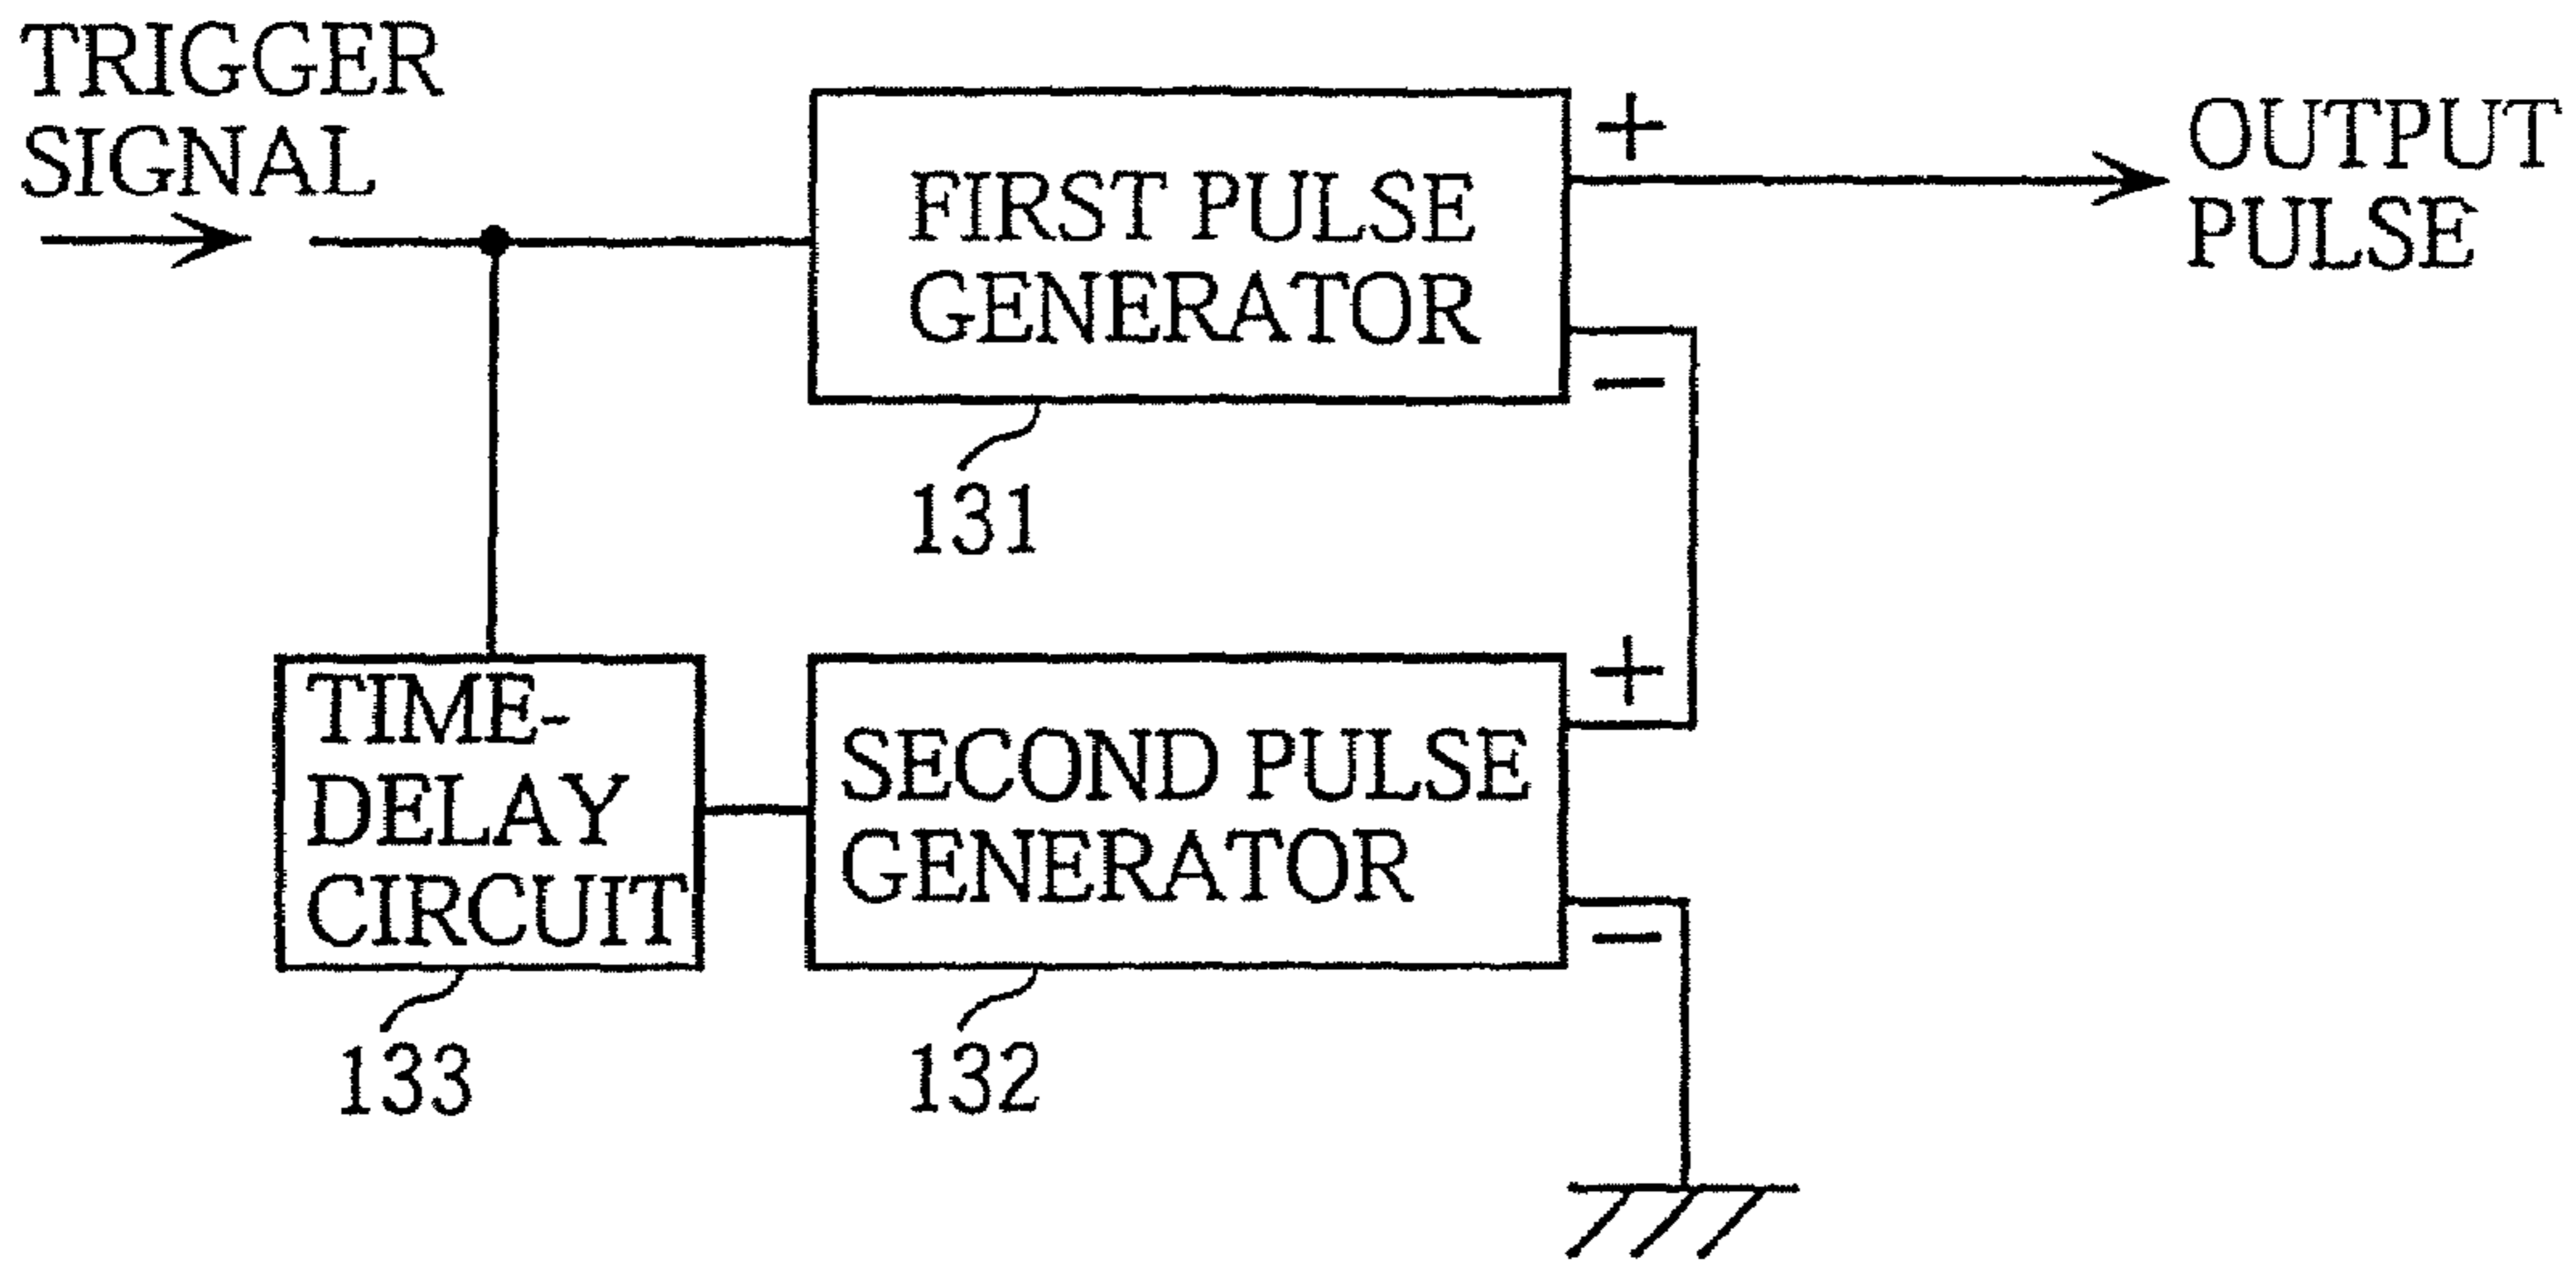 TRIGGER
SIGNAL
FIRST PULSE
GENERATOR
+
−
OUTPUT
PULSE
131
TIME-
DELAY
CIRCUIT
SECOND PULSE
GENERATOR
+
−
133
132